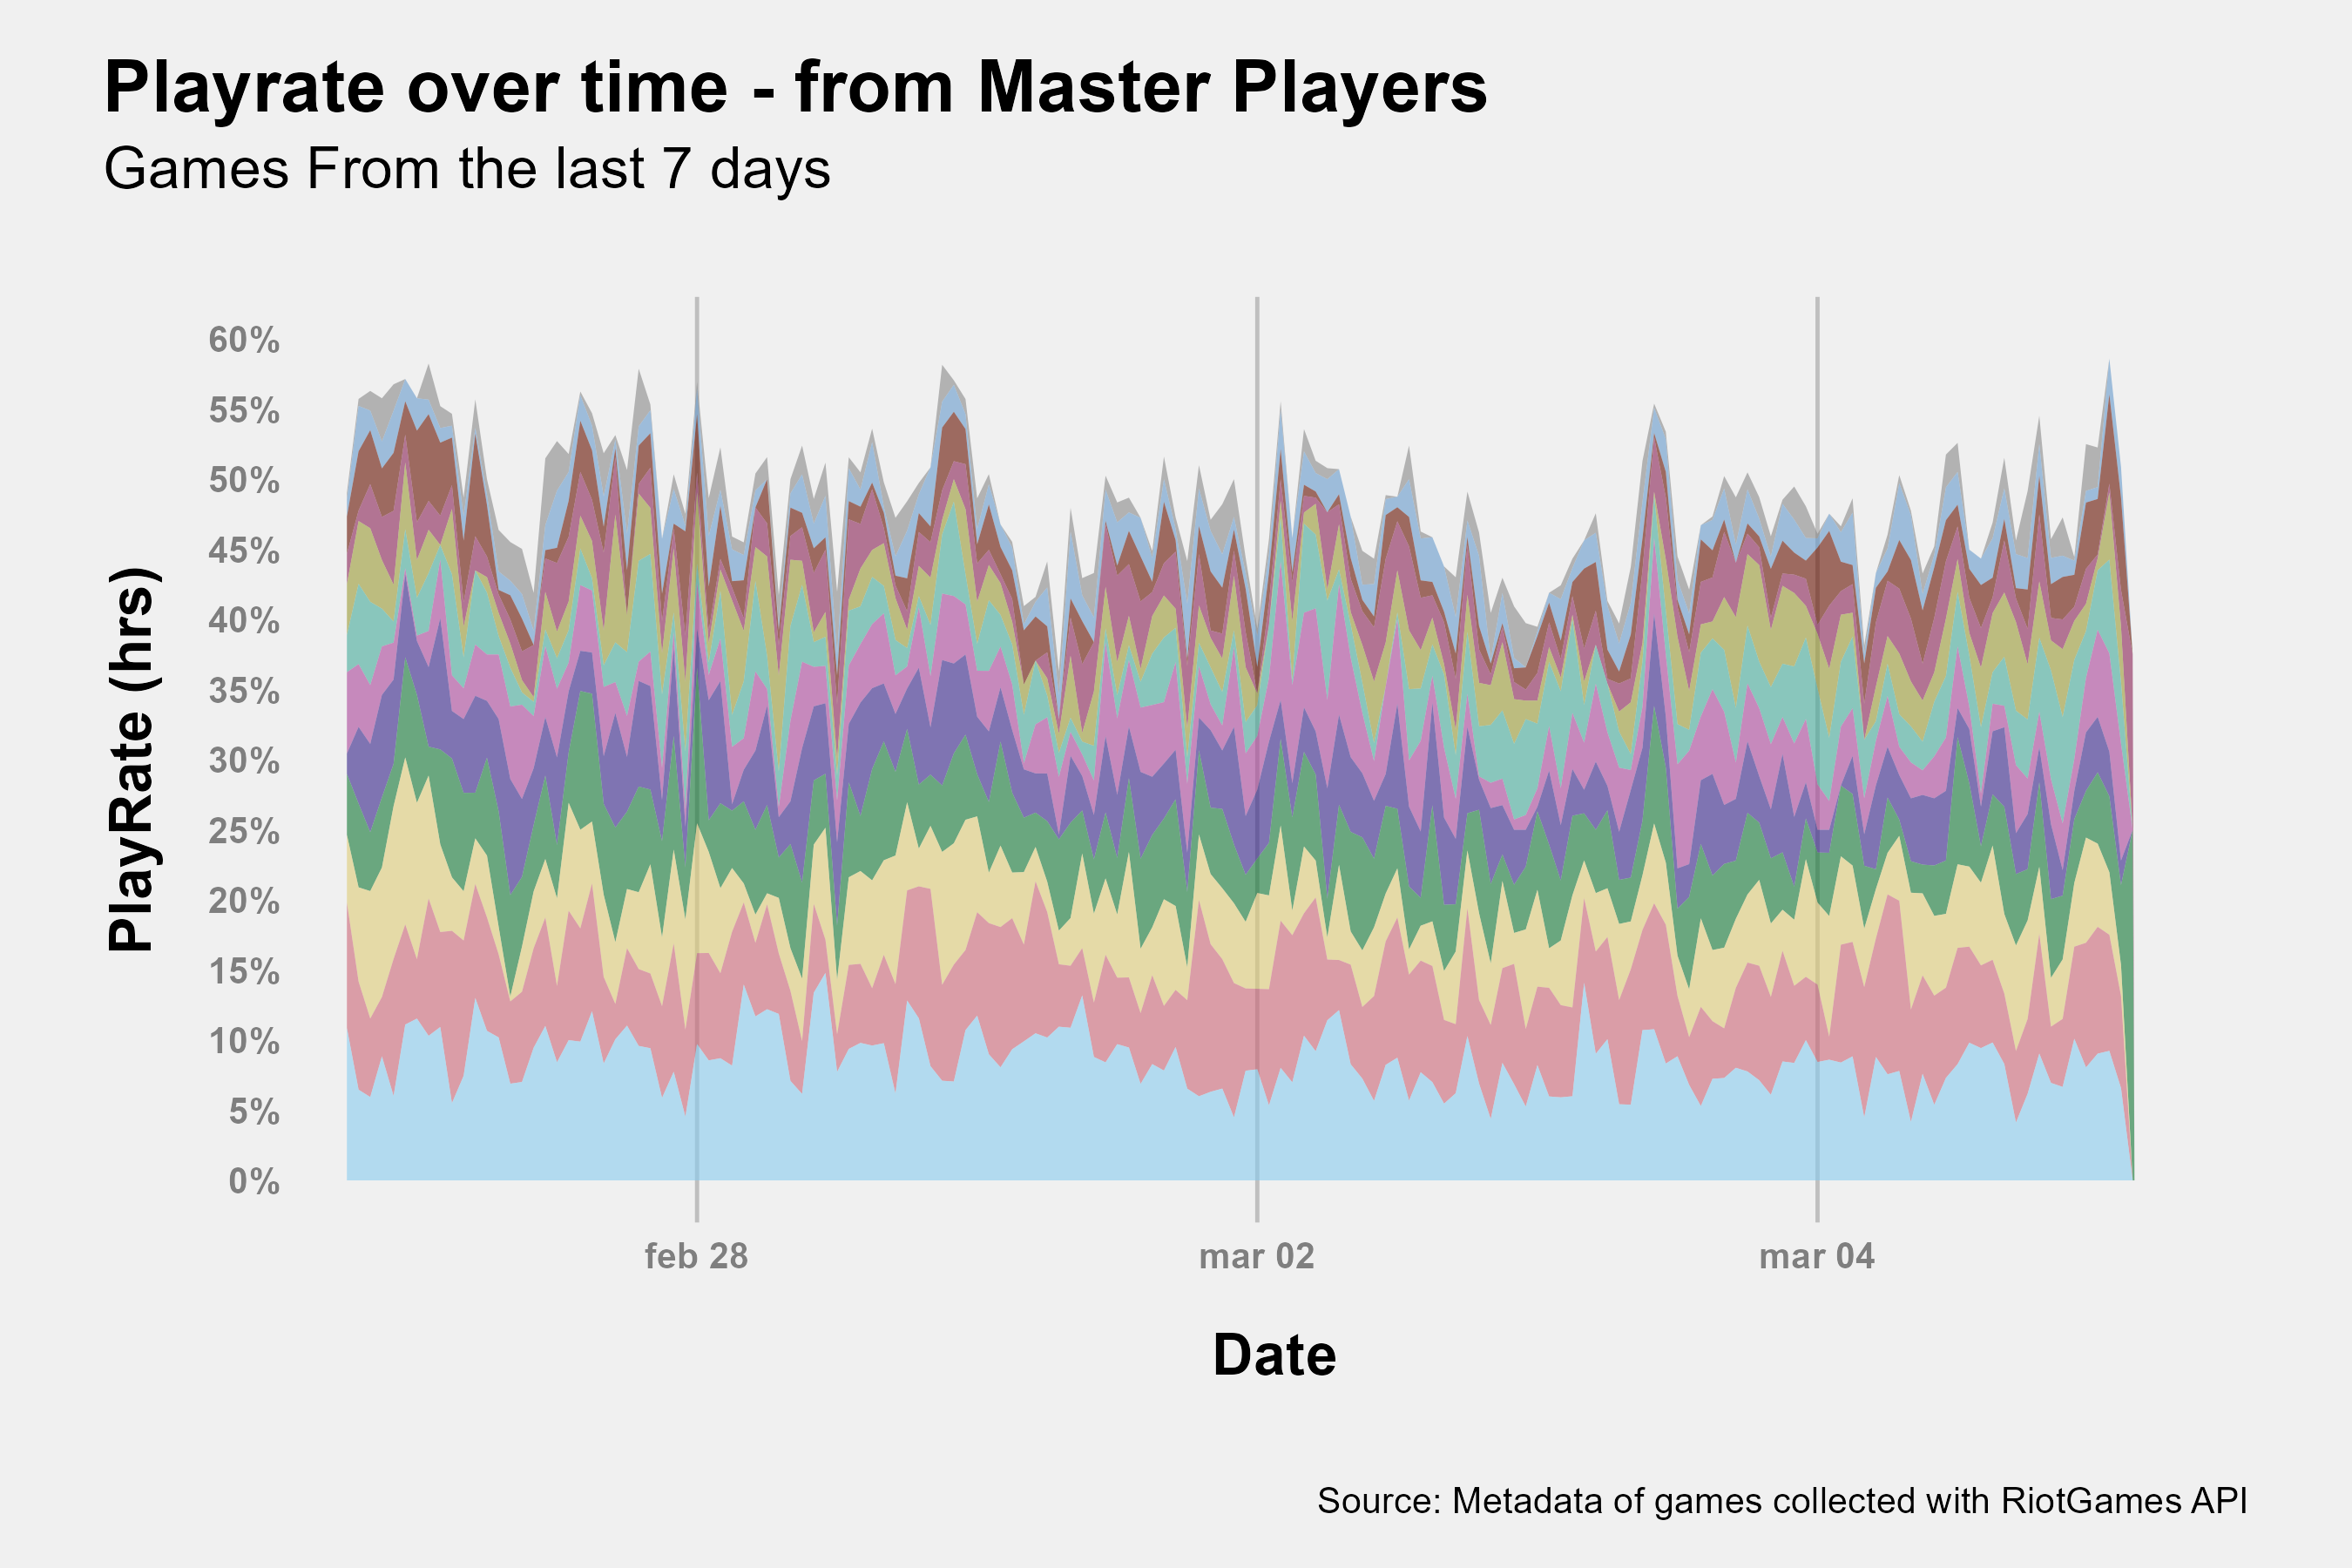 Playrate over time - from Master Players
Games From the last 7 days
PlayRate (hrs)
60%
55%
50%
45%
40%
35%
30%
25%
20%
15%
10%
5%
0%
feb 28
mar 02
mar 04
Date
Source: Metadata of games collected with RiotGames API